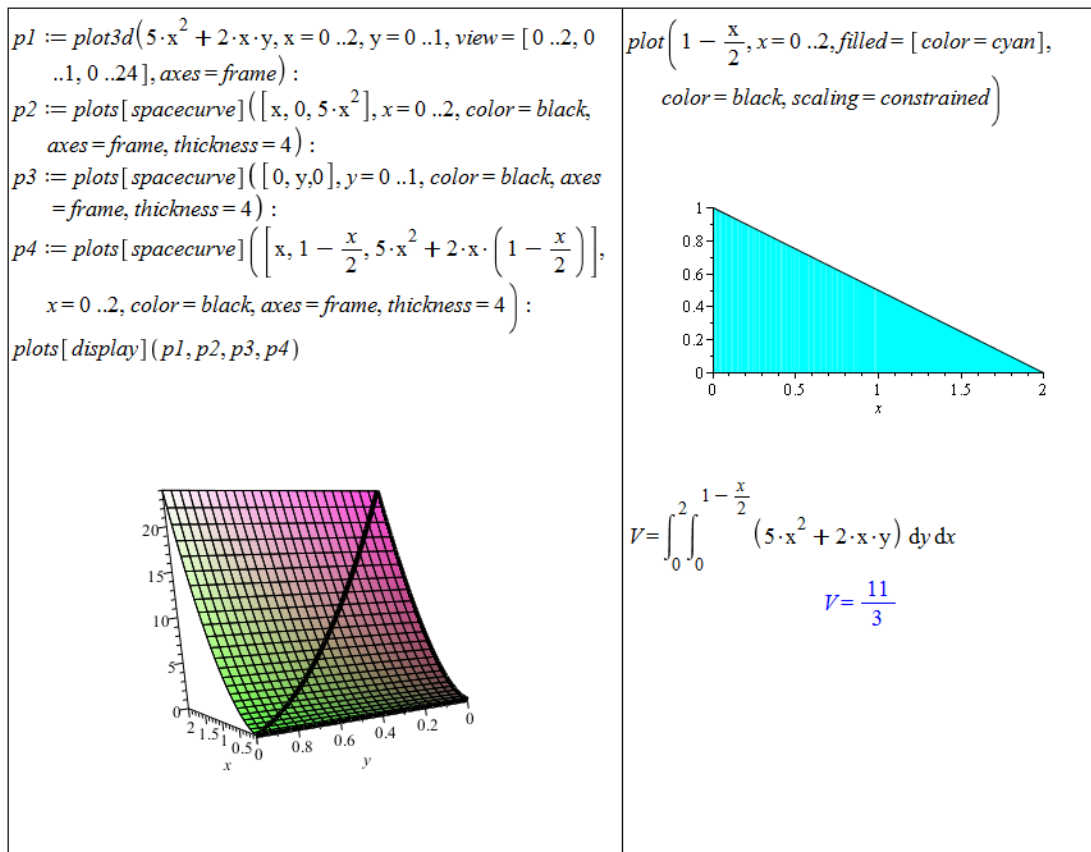 p1 := plot3d(5·x² + 2·x·y, x = 0 ..2, y = 0 ..1, view = [ 0 ..2, 0
..1, 0 ..24], axes = frame) :
p2 := plots[spacecurve]([x, 0, 5·x²], x = 0 ..2, color = black,
axes = frame, thickness = 4) :
p3 := plots[spacecurve]([ 0, y,0], y = 0 ..1, color = black, axes
= frame, thickness = 4) :
p4 := plots[spacecurve]([x, 1 − x/2, 5·x² + 2·x·(1 − x/2)],
x = 0 ..2, color = black, axes = frame, thickness = 4) :
plots[display](p1, p2, p3, p4)
20
15
10
5
0
2 1.5 1 0.5 0
0.8 0.6 0.4 0.2 0
x
y
plot(1 − x/2, x = 0 ..2, filled = [color = cyan],
color = black, scaling = constrained)
1
0.8
0.6
0.4
0.2
0
0 0.5 1 1.5 2
x
V = ∫₀² ∫₀^(1 − x/2) (5·x² + 2·x·y) dy dx
V = 11/3